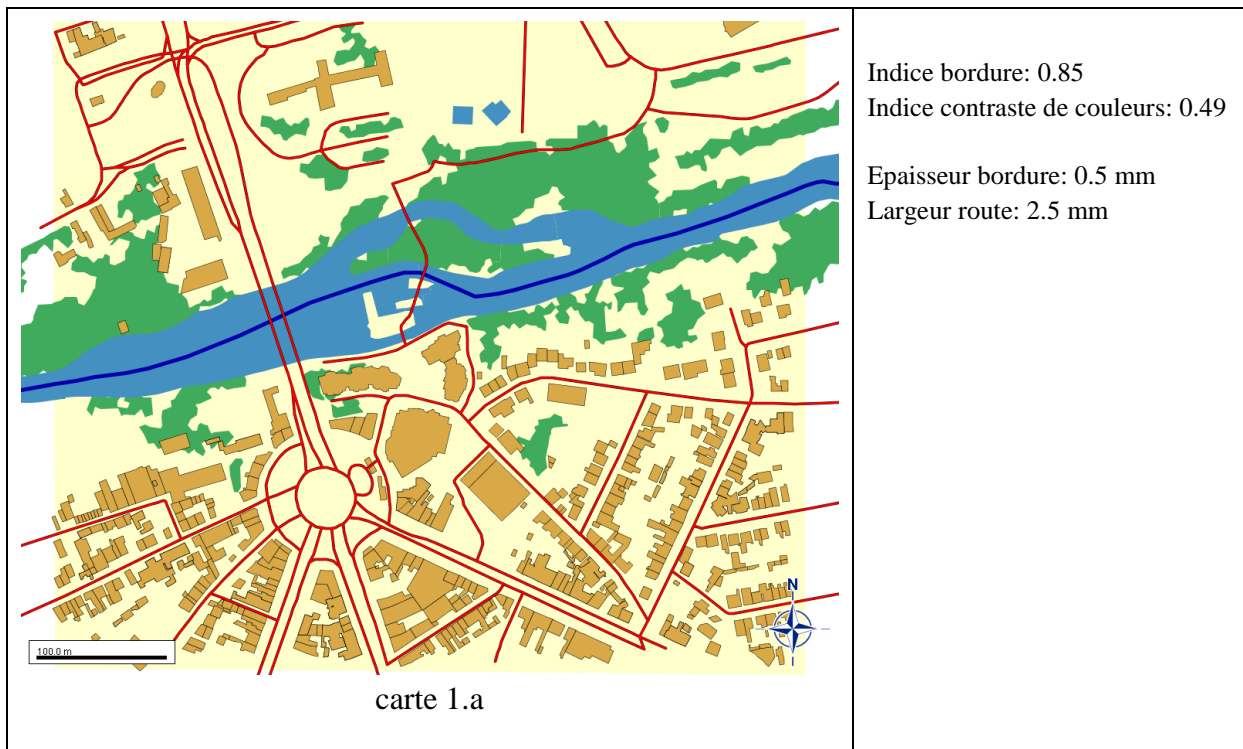 Indice bordure: 0.85
Indice contraste de couleurs: 0.49
Epaisseur bordure: 0.5 mm
Largeur route: 2.5 mm
N
100.0 m
carte 1.a